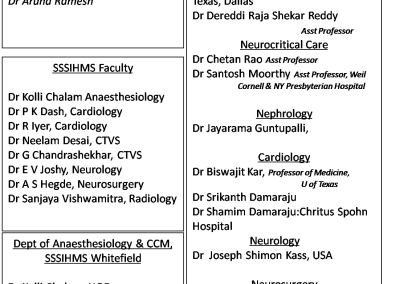 Dr Aruna Ramesh
SSSIHMS Faculty
Dr Kolli Chalam Anaesthesiology
Dr P K Dash, Cardiology
Dr R Iyer, Cardiology
Dr Neelam Desai, CTVS
Dr G Chandrashekhar, CTVS
Dr E V Joshy, Neurology
Dr A S Hegde, Neurosurgery
Dr Sanjaya Vishwamitra, Radiology
Dept of Anaesthesiology & CCM,
SSSIHMS Whitefield
Texas, Dallas
Dr Dereddi Raja Shekar Reddy
Asst Professor
Neurocritical Care
Dr Chetan Rao Asst Professor
Dr Santosh Moorthy Asst Professor, Weil
Cornell & NY Presbyterian Hospital
Nephrology
Dr Jayarama Guntupalli,
Cardiology
Dr Biswajit Kar, Professor of Medicine,
U of Texas
Dr Srikanth Damaraju
Dr Shamim Damaraju:Chritus Spohn
Hospital
Neurology
Dr Joseph Shimon Kass, USA
Neurosurgery